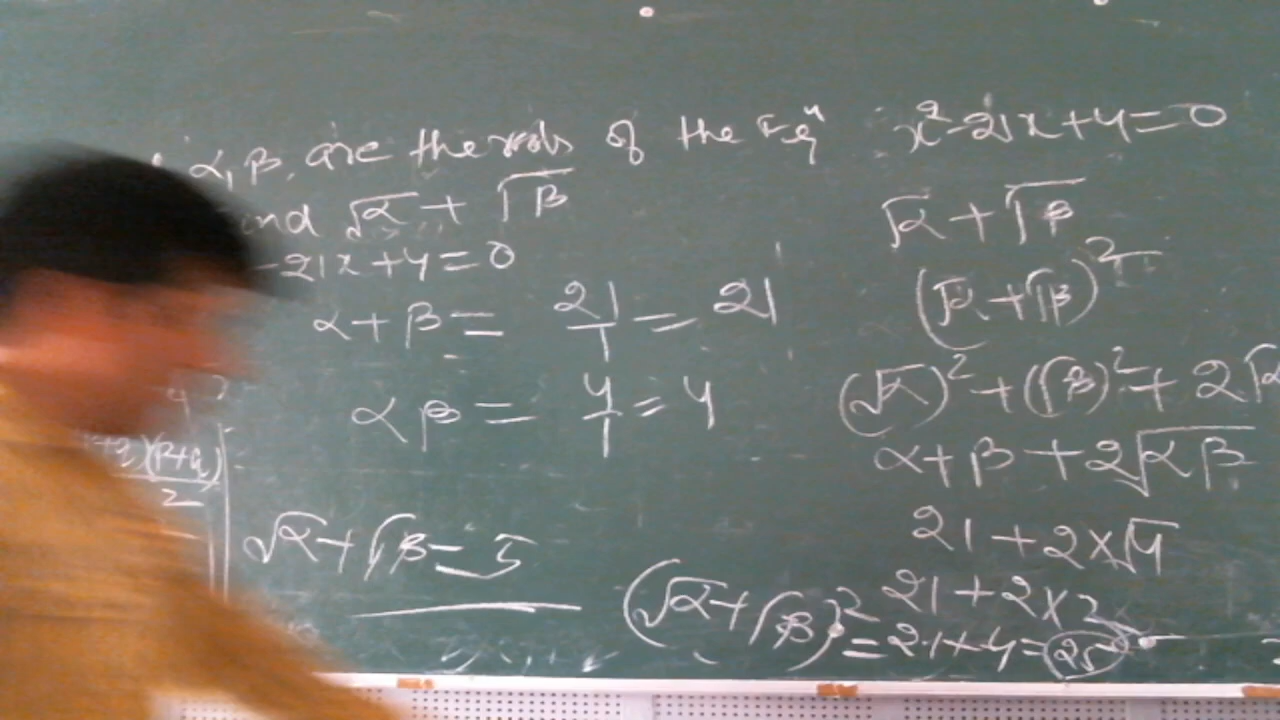 α, β, are the roots of the Eqⁿ x²-21x+4=0
√α + √β
-21x+4=0
α+β = 21/1 = 21
αβ = 4/1 = 4
√α+√β = 5
√α + √β
(√α + √β)²
(√α)² + (√β)² + 2√α
α+β+2√αβ
21+2×√4
21+2×2
(√α+√β)² = 21+4 = 25